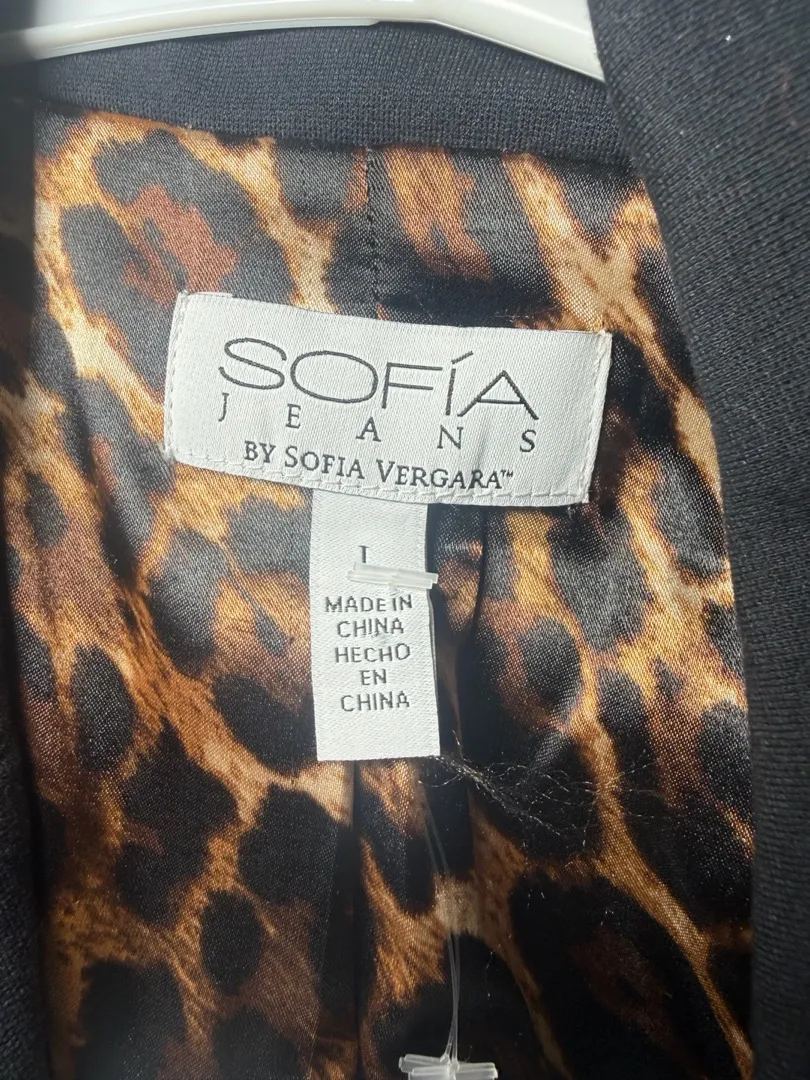 SOFÍA
JEANS
BY SOFIA VERGARA™
MADE IN
CHINA
HECHO
EN
CHINA